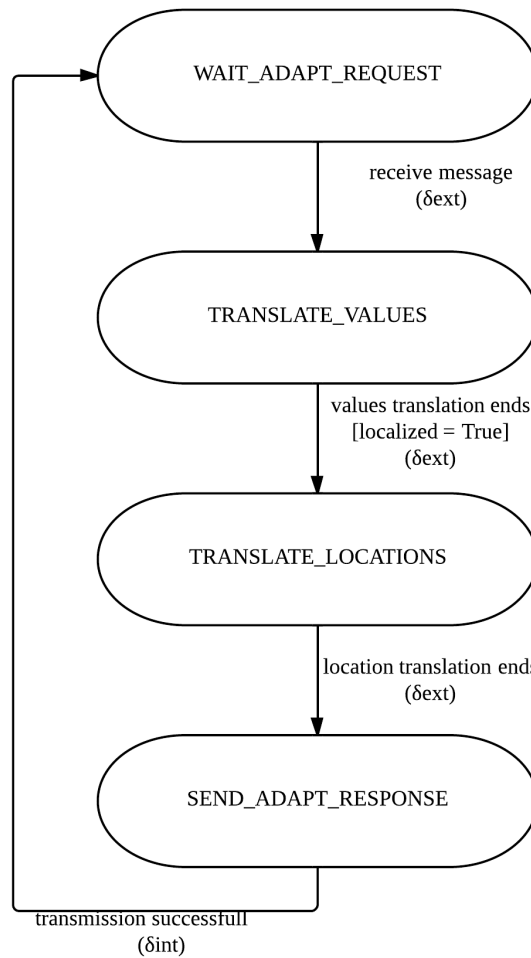 WAIT_ADAPT_REQUEST
receive message
(δext)
TRANSLATE_VALUES
values translation ends
[localized = True]
(δext)
TRANSLATE_LOCATIONS
location translation ends
(δext)
SEND_ADAPT_RESPONSE
transmission successfull
(δint)